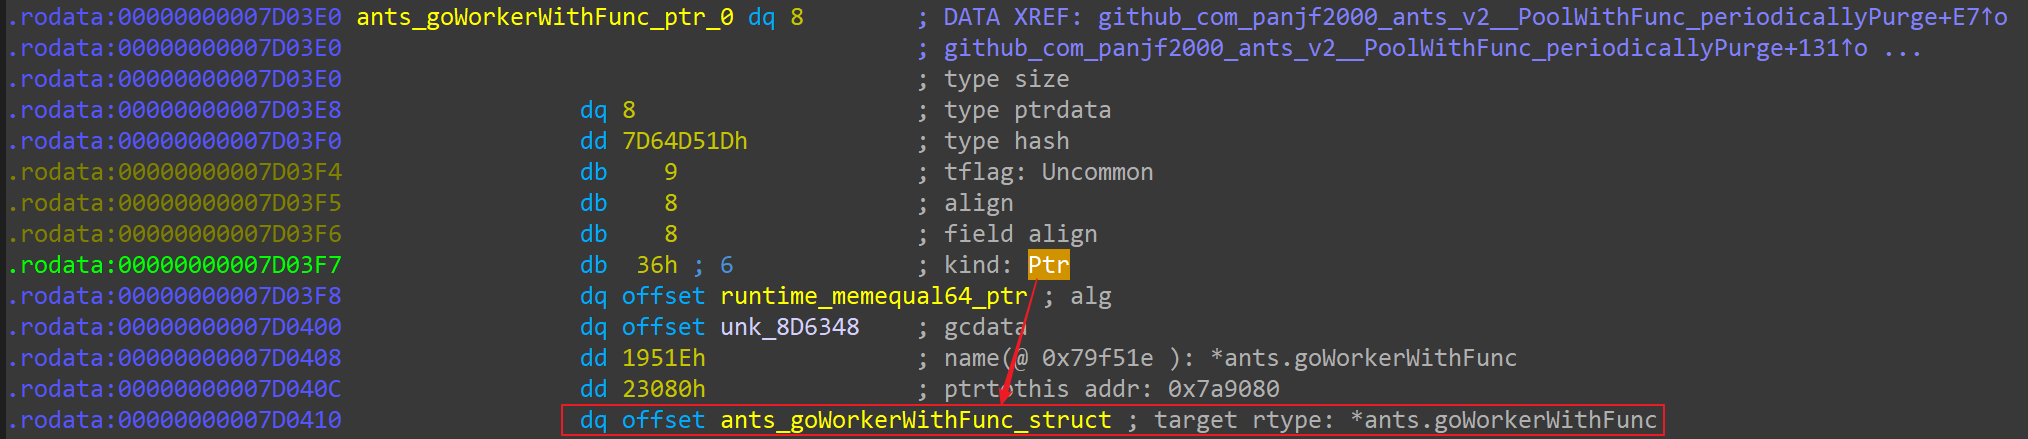 .rodata:00000000007D03E0 ants_goWorkerWithFunc_ptr_0 dq 8 ; DATA XREF: github_com_panjf2000_ants_v2__PoolWithFunc_periodicallyPurge+E7↑o
.rodata:00000000007D03E0 ; github_com_panjf2000_ants_v2__PoolWithFunc_periodicallyPurge+131↑o ...
.rodata:00000000007D03E0 ; type size
.rodata:00000000007D03E8 dq 8 ; type ptrdata
.rodata:00000000007D03F0 dd 7D64D51Dh ; type hash
.rodata:00000000007D03F4 db 9 ; tflag: Uncommon
.rodata:00000000007D03F5 db 8 ; align
.rodata:00000000007D03F6 db 8 ; field align
.rodata:00000000007D03F7 db 36h ; 6 ; kind: Ptr
.rodata:00000000007D03F8 dq offset runtime_memequal64_ptr ; alg
.rodata:00000000007D0400 dq offset unk_8D6348 ; gcdata
.rodata:00000000007D0408 dd 1951Eh ; name(@ 0x79f51e ): *ants.goWorkerWithFunc
.rodata:00000000007D040C dd 23080h ; ptrtothis addr: 0x7a9080
.rodata:00000000007D0410 dq offset ants_goWorkerWithFunc_struct ; target rtype: *ants.goWorkerWithFunc